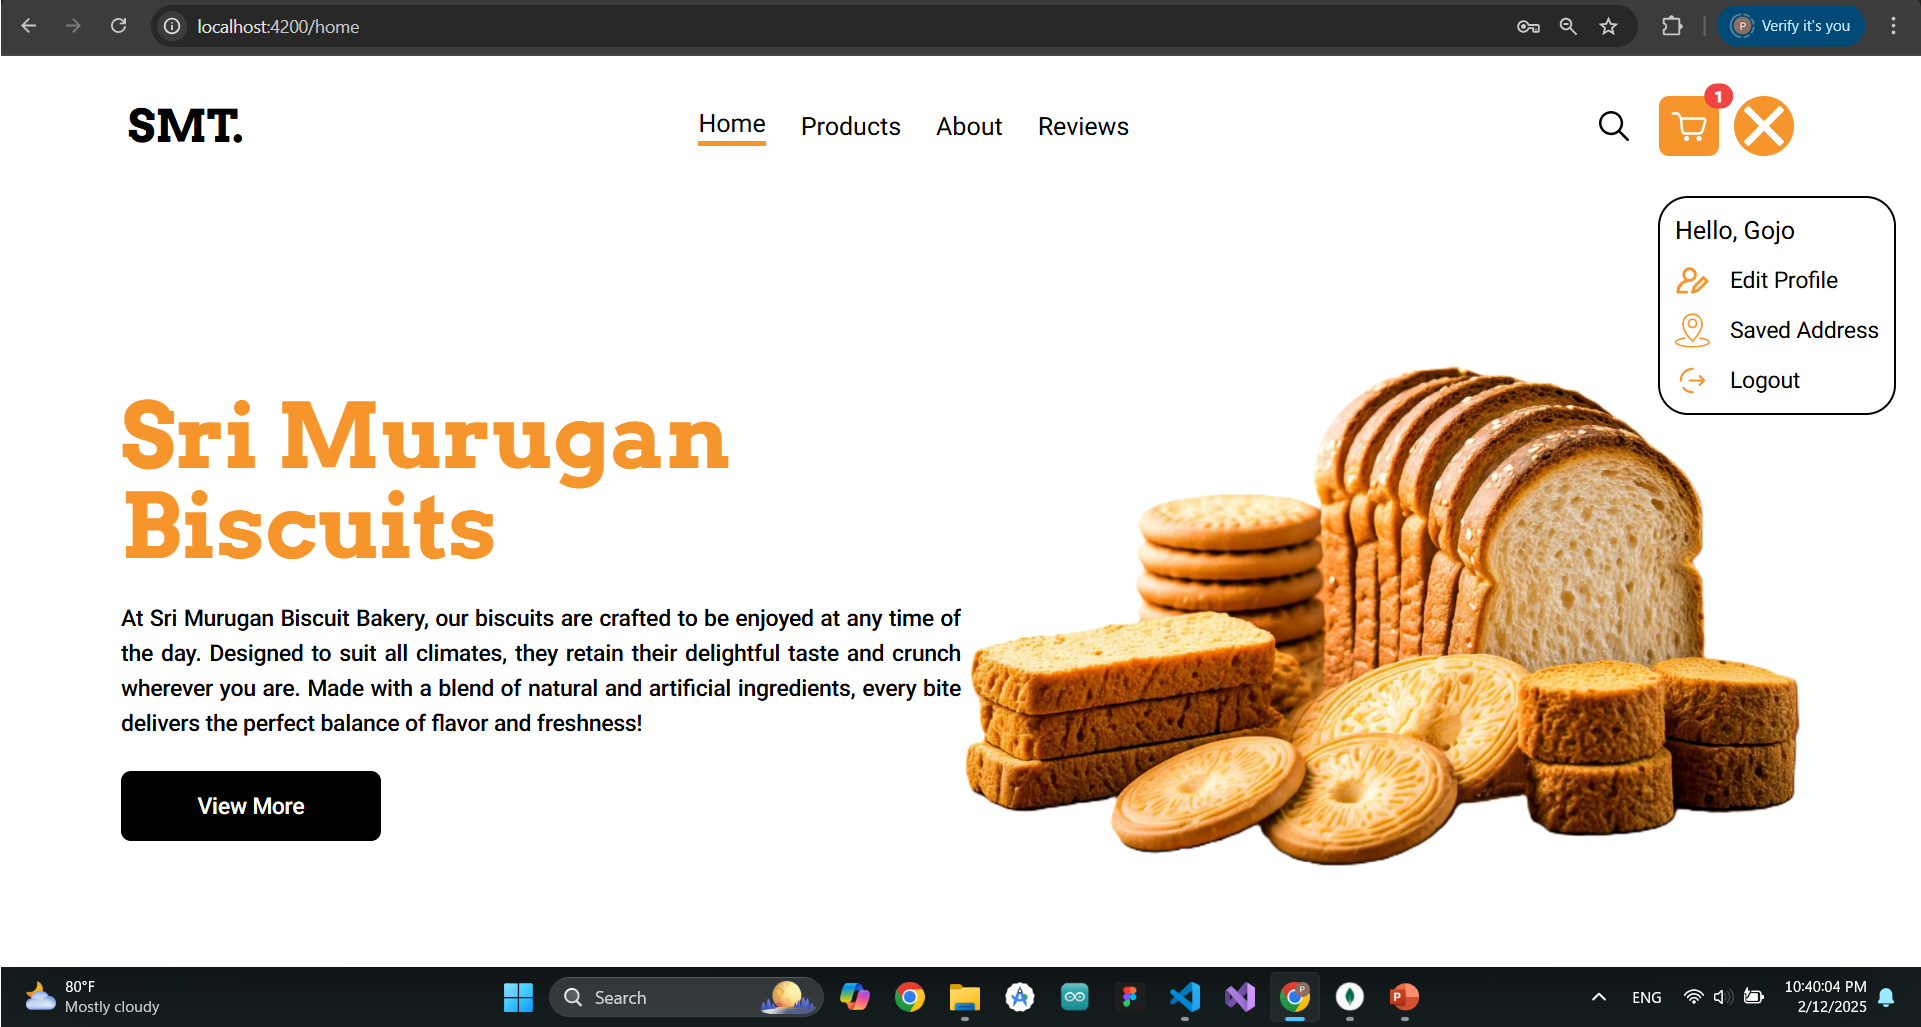 localhost:4200/home
P
Verify it's you
SMT.
Home
Products
About
Reviews
1
Hello, Gojo
Edit Profile
Saved Address
Logout
Sri Murugan
Biscuits
At Sri Murugan Biscuit Bakery, our biscuits are crafted to be enjoyed at any time of
the day. Designed to suit all climates, they retain their delightful taste and crunch
wherever you are. Made with a blend of natural and artificial ingredients, every bite
delivers the perfect balance of flavor and freshness!
View More
80°F
Mostly cloudy
Search
P
P
ENG
10:40:04 PM
2/12/2025